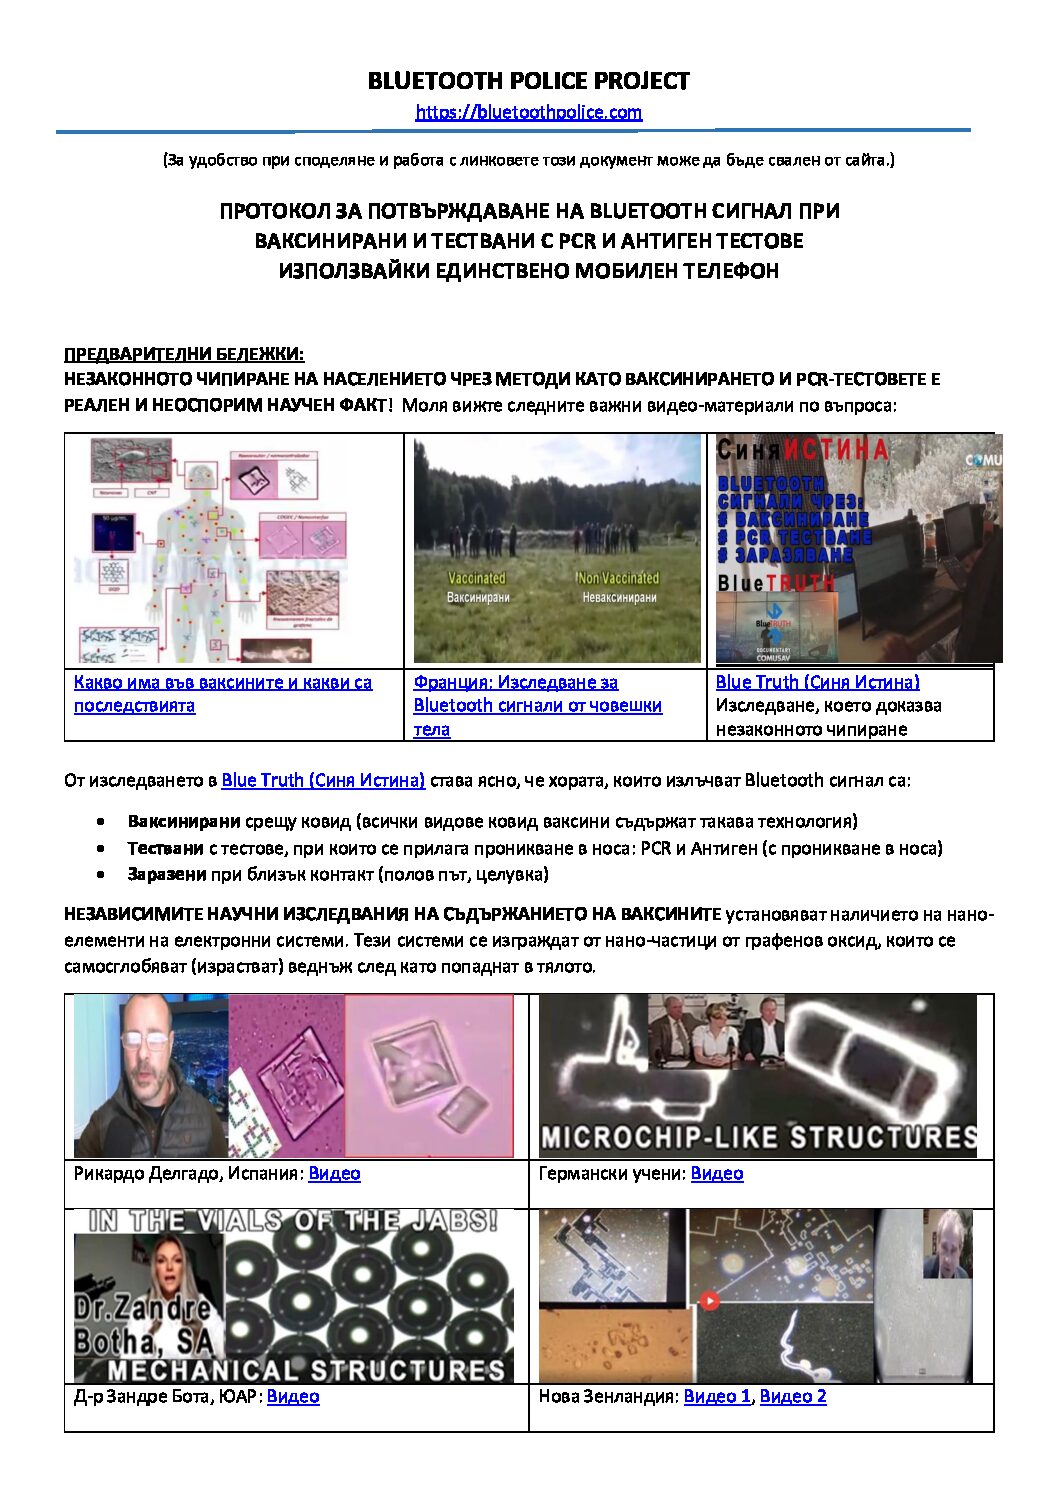 BLUETOOTH POLICE PROJECT
https://bluetoothpolice.com
(За удобство при споделяне и работа с линковете този документ може да бъде свален от сайта.)
ПРОТОКОЛ ЗА ПОТВЪРЖДАВАНЕ НА BLUETOOTH СИГНАЛ ПРИ
ВАКСИНИРАНИ И ТЕСТВАНИ С PCR И АНТИГЕН ТЕСТОВЕ
ИЗПОЛЗВАЙКИ ЕДИНСТВЕНО МОБИЛЕН ТЕЛЕФОН
ПРЕДВАРИТЕЛНИ БЕЛЕЖКИ:
НЕЗАКОННОТО ЧИПИРАНЕ НА НАСЕЛЕНИЕТО ЧРЕЗ МЕТОДИ КАТО ВАКСИНИРАНЕТО И PCR-ТЕСТОВЕТЕ Е
РЕАЛЕН И НЕОСПОРИМ НАУЧЕН ФАКТ! Моля вижте следните важни видео-материали по въпроса:
CNT
GQD
Vaccinated
Ваксинирани
Non Vaccinated
Неваксинирани
СиняИСТИНА
COMU
BLUETOOTH
СИГНАЛИ ЧРЕЗ:
# ВАКСИНИРАНЕ
# PCR ТЕСТВАНЕ
# ЗАРАЗЯВАНЕ
BlueTRUTH
BlueTRUTH
DOCUMENTARY
COMUSAV
Какво има във ваксините и какви са
последствията
Франция: Изследване за
Bluetooth сигнали от човешки
тела
Blue Truth (Синя Истина)
Изследване, което доказва
незаконното чипиране
От изследването в Blue Truth (Синя Истина) става ясно, че хората, които излъчват Bluetooth сигнал са:
• Ваксинирани срещу ковид (всички видове ковид ваксини съдържат такава технология)
• Тествани с тестове, при които се прилага проникване в носа: PCR и Антиген (с проникване в носа)
• Заразени при близък контакт (полов път, целувка)
НЕЗАВИСИМИТЕ НАУЧНИ ИЗСЛЕДВАНИЯ НА СЪДЪРЖАНИЕТО НА ВАКСИНИТЕ установяват наличието на нано-
елементи на електронни системи. Тези системи се изграждат от нано-частици от графенов оксид, които се
самосглобяват (израстват) веднъж след като попаднат в тялото.
MICROCHIP-LIKE STRUCTURES
Рикардо Делгадо, Испания: Видео
Германски учени: Видео
IN THE VIALS OF THE JABS!
Dr.Zandre
Botha, SA
MECHANICAL STRUCTURES
Д-р Зандре Бота, ЮАР: Видео
Нова Зенландия: Видео 1, Видео 2